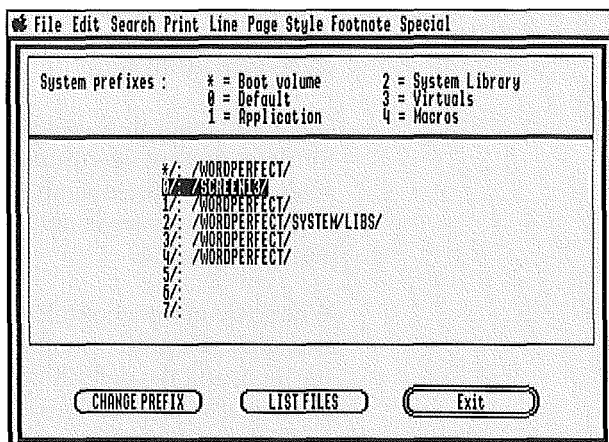 File Edit Search Print Line Page Style Footnote Special
System prefixes : * = Boot volume 2 = System Library
0 = Default 3 = Virtuals
1 = Application 4 = Macros
*/: /WORDPERFECT/
0/: /SCREEN13/
1/: /WORDPERFECT/
2/: /WORDPERFECT/SYSTEM/LIBS/
3/: /WORDPERFECT/
4/: /WORDPERFECT/
5/:
6/:
7/:
CHANGE PREFIX LIST FILES Exit